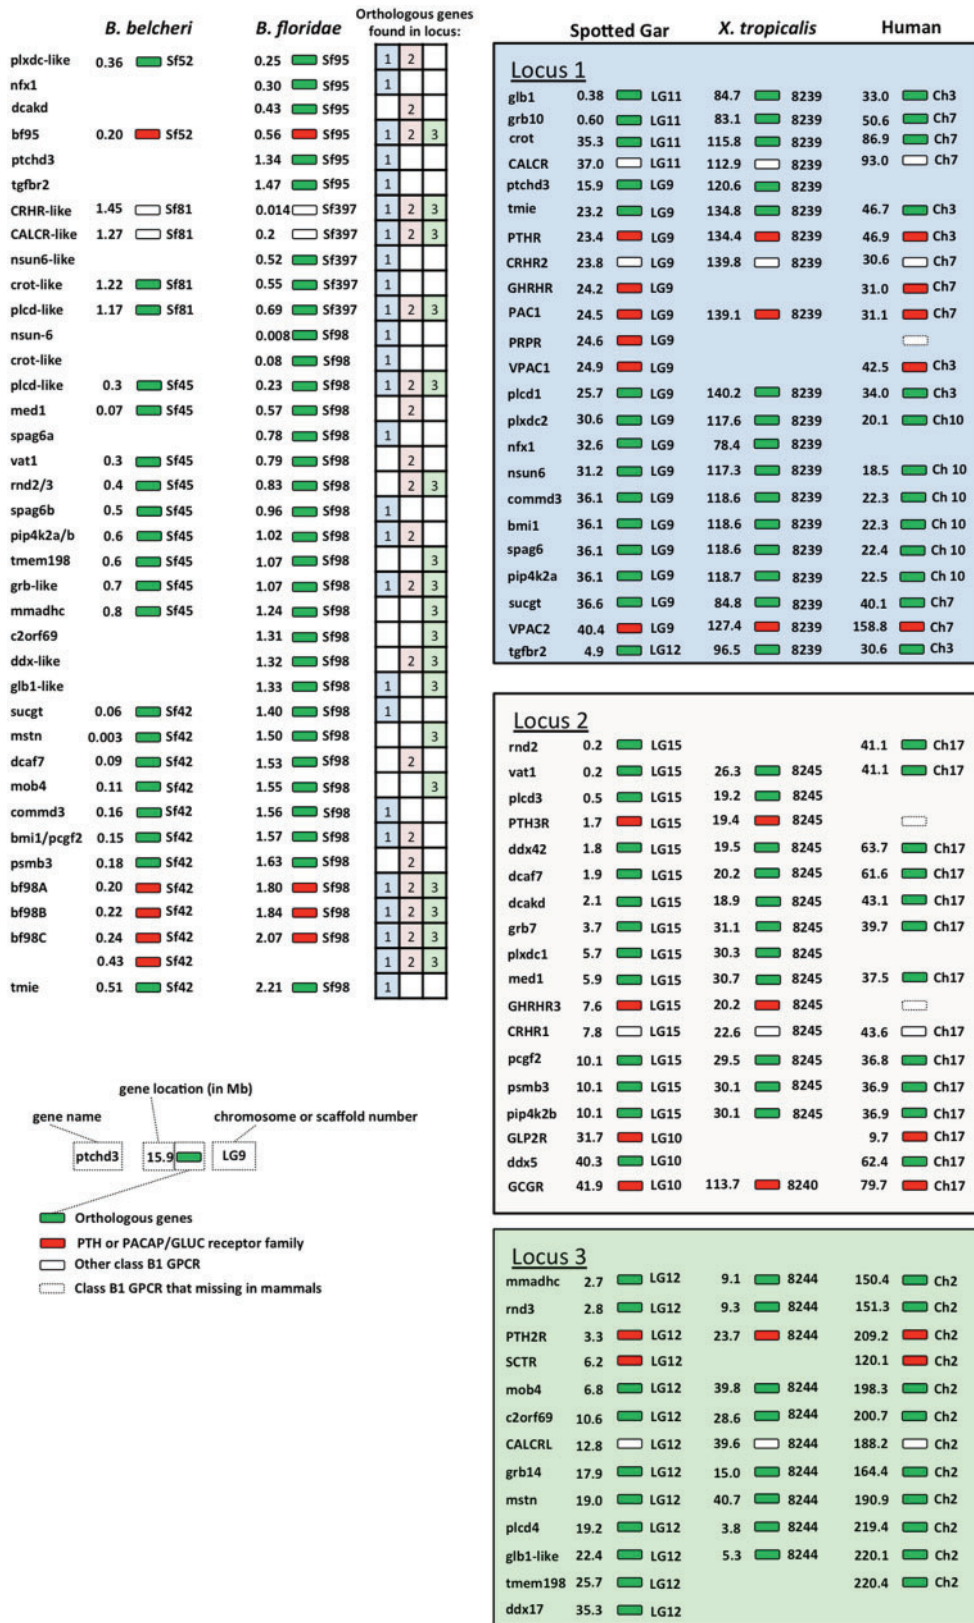 B. belcheri B. floridae Orthologous genes found in locus:
plxdc-like 0.36 Sf52 0.25 Sf95 1 2
nfx1 0.30 Sf95 1
dcakd 0.43 Sf95 2
bf95 0.20 Sf52 0.56 Sf95 1 2 3
ptchd3 1.34 Sf95 1
tgfbr2 1.47 Sf95 1
CRHR-like 1.45 Sf81 0.014 Sf397 1 2 3
CALCR-like 1.27 Sf81 0.2 Sf397 1 2 3
nsun6-like 0.52 Sf397 1
crot-like 1.22 Sf81 0.55 Sf397 1
plcd-like 1.17 Sf81 0.69 Sf397 1 2 3
nsun-6 0.008 Sf98 1
crot-like 0.08 Sf98 1
plcd-like 0.3 Sf45 0.23 Sf98 1 2 3
med1 0.07 Sf45 0.57 Sf98 2
spag6a 0.78 Sf98 1
vat1 0.3 Sf45 0.79 Sf98 2
rnd2/3 0.4 Sf45 0.83 Sf98 2 3
spag6b 0.5 Sf45 0.96 Sf98 1
pip4k2a/b 0.6 Sf45 1.02 Sf98 1 2
tmem198 0.6 Sf45 1.07 Sf98 3
grb-like 0.7 Sf45 1.07 Sf98 1 2 3
mmadhc 0.8 Sf45 1.24 Sf98 3
c2orf69 1.31 Sf98 3
ddx-like 1.32 Sf98 2 3
glb1-like 1.33 Sf98 1 3
sucgt 0.06 Sf42 1.40 Sf98 1
mstn 0.003 Sf42 1.50 Sf98 3
dcaf7 0.09 Sf42 1.53 Sf98 2
mob4 0.11 Sf42 1.55 Sf98 3
commd3 0.16 Sf42 1.56 Sf98 1
bmi1/pcgf2 0.15 Sf42 1.57 Sf98 1 2
psmb3 0.18 Sf42 1.63 Sf98 2
bf98A 0.20 Sf42 1.80 Sf98 1 2 3
bf98B 0.22 Sf42 1.84 Sf98 1 2 3
bf98C 0.24 Sf42 2.07 Sf98 1 2 3
0.43 Sf42 1 2 3
tmie 0.51 Sf42 2.21 Sf98 1
gene location (in Mb)
gene name chromosome or scaffold number
ptchd3 15.9 LG9
Orthologous genes
PTH or PACAP/GLUC receptor family
Other class B1 GPCR
Class B1 GPCR that missing in mammals
Spotted Gar X. tropicalis Human
Locus 1
glb1 0.38 LG11 84.7 8239 33.0 Ch3
grb10 0.60 LG11 83.1 8239 50.6 Ch7
crot 35.3 LG11 115.8 8239 86.9 Ch7
CALCR 37.0 LG11 112.9 8239 93.0 Ch7
ptchd3 15.9 LG9 120.6 8239
tmie 23.2 LG9 134.8 8239 46.7 Ch3
PTHR 23.4 LG9 134.4 8239 46.9 Ch3
CRHR2 23.8 LG9 139.8 8239 30.6 Ch7
GHRHR 24.2 LG9 31.0 Ch7
PAC1 24.5 LG9 139.1 8239 31.1 Ch7
PRPR 24.6 LG9
VPAC1 24.9 LG9 42.5 Ch3
plcd1 25.7 LG9 140.2 8239 34.0 Ch3
plxdc2 30.6 LG9 117.6 8239 20.1 Ch10
nfx1 32.6 LG9 78.4 8239
nsun6 31.2 LG9 117.3 8239 18.5 Ch 10
commd3 36.1 LG9 118.6 8239 22.3 Ch 10
bmi1 36.1 LG9 118.6 8239 22.3 Ch 10
spag6 36.1 LG9 118.6 8239 22.4 Ch 10
pip4k2a 36.1 LG9 118.7 8239 22.5 Ch 10
sucgt 36.6 LG9 84.8 8239 40.1 Ch7
VPAC2 40.4 LG9 127.4 8239 158.8 Ch7
tgfbr2 4.9 LG12 96.5 8239 30.6 Ch3
Locus 2
rnd2 0.2 LG15 41.1 Ch17
vat1 0.2 LG15 26.3 8245 41.1 Ch17
plcd3 0.5 LG15 19.2 8245
PTH3R 1.7 LG15 19.4 8245
ddx42 1.8 LG15 19.5 8245 63.7 Ch17
dcaf7 1.9 LG15 20.2 8245 61.6 Ch17
dcakd 2.1 LG15 18.9 8245 43.1 Ch17
grb7 3.7 LG15 31.1 8245 39.7 Ch17
plxdc1 5.7 LG15 30.3 8245
med1 5.9 LG15 30.7 8245 37.5 Ch17
GHRHR3 7.6 LG15 20.2 8245
CRHR1 7.8 LG15 22.6 8245 43.6 Ch17
pcgf2 10.1 LG15 29.5 8245 36.8 Ch17
psmb3 10.1 LG15 30.1 8245 36.9 Ch17
pip4k2b 10.1 LG15 30.1 8245 36.9 Ch17
GLP2R 31.7 LG10 9.7 Ch17
ddx5 40.3 LG10 62.4 Ch17
GCGR 41.9 LG10 113.7 8240 79.7 Ch17
Locus 3
mmadhc 2.7 LG12 9.1 8244 150.4 Ch2
rnd3 2.8 LG12 9.3 8244 151.3 Ch2
PTH2R 3.3 LG12 23.7 8244 209.2 Ch2
SCTR 6.2 LG12 120.1 Ch2
mob4 6.8 LG12 39.8 8244 198.3 Ch2
c2orf69 10.6 LG12 28.6 8244 200.7 Ch2
CALCRL 12.8 LG12 39.6 8244 188.2 Ch2
grb14 17.9 LG12 15.0 8244 164.4 Ch2
mstn 19.0 LG12 40.7 8244 190.9 Ch2
plcd4 19.2 LG12 3.8 8244 219.4 Ch2
glb1-like 22.4 LG12 5.3 8244 220.1 Ch2
tmem198 25.7 LG12 220.4 Ch2
ddx17 35.3 LG12